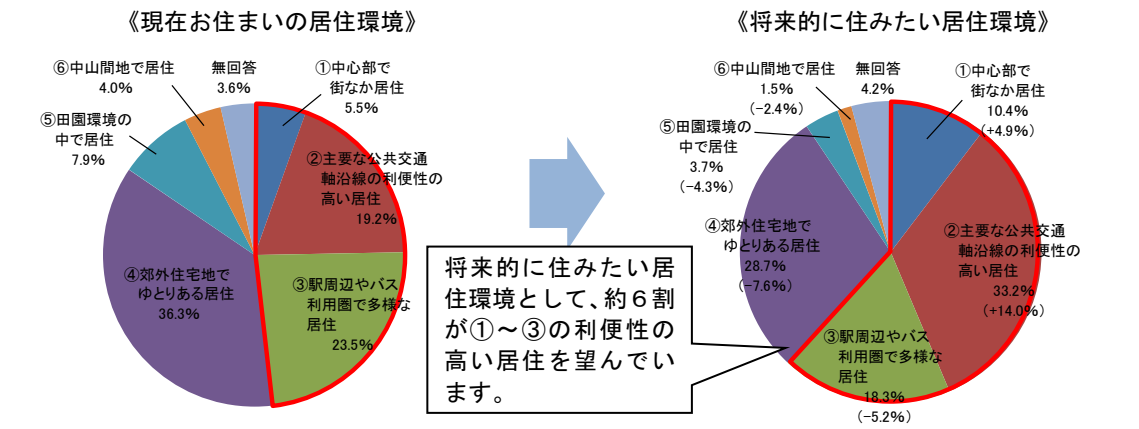 《現在お住まいの居住環境》
⑥中山間地で居住
4.0%
無回答
3.6%
①中心部で
街なか居住
5.5%
⑤田園環境の
中で居住
7.9%
②主要な公共交通
軸沿線の利便性の
高い居住
19.2%
④郊外住宅地で
ゆとりある居住
36.3%
③駅周辺やバス
利用圏で多様な
居住
23.5%
《将来的に住みたい居住環境》
⑥中山間地で居住
1.5%
(-2.4%)
無回答
4.2%
①中心部で
街なか居住
10.4%
(+4.9%)
⑤田園環境の
中で居住
3.7%
(-4.3%)
④郊外住宅地で
ゆとりある居住
28.7%
(-7.6%)
②主要な公共交通
軸沿線の利便性の
高い居住
33.2%
(+14.0%)
③駅周辺やバス
利用圏で多様な
居住
18.3%
(-5.2%)
将来的に住みたい居
住環境として、約6割
が①~③の利便性の
高い居住を望んでい
ます。